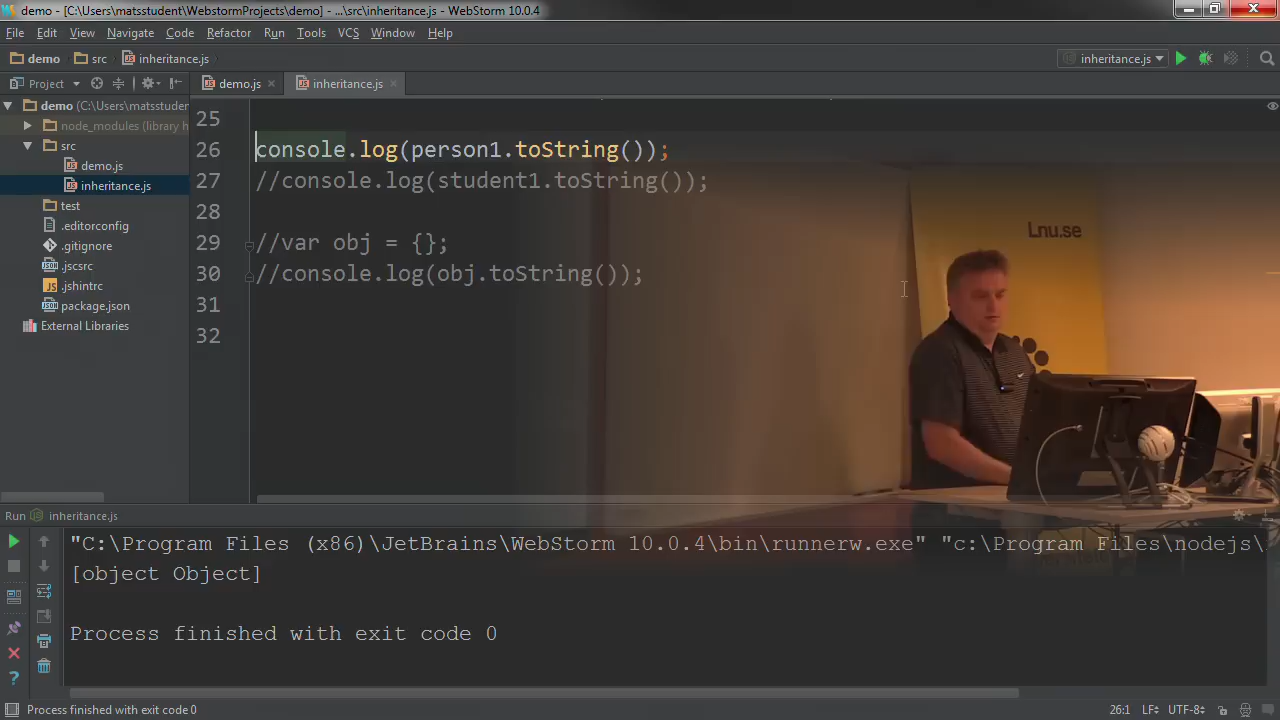 demo - [C:\Users\matsstudent\WebstormProjects\demo] - ...\src\inheritance.js - WebStorm 10.0.4
File Edit View Navigate Code Refactor Run Tools VCS Window Help
demo src inheritance.js
inheritance.js
Project
demo.js
inheritance.js
demo (C:\Users\matsstuden
node_modules (library h
src
demo.js
inheritance.js
test
.editorconfig
.gitignore
.jscsrc
.jshintrc
package.json
External Libraries
25
26 console.log(person1.toString());
27 //console.log(student1.toString());
28
29 //var obj = {};
30 //console.log(obj.toString());
31
32
Lnu.se
Run inheritance.js
"C:\Program Files (x86)\JetBrains\WebStorm 10.0.4\bin\runnerw.exe" "c:\Program Files\nodejs\
[object Object]
Process finished with exit code 0
Process finished with exit code 0
26:1 LF UTF-8